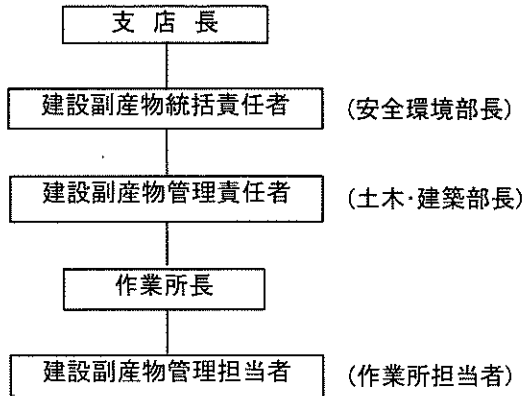 支 店 長
建設副産物統括責任者 (安全環境部長)
建設副産物管理責任者 (土木・建築部長)
作業所長
建設副産物管理担当者 (作業所担当者)